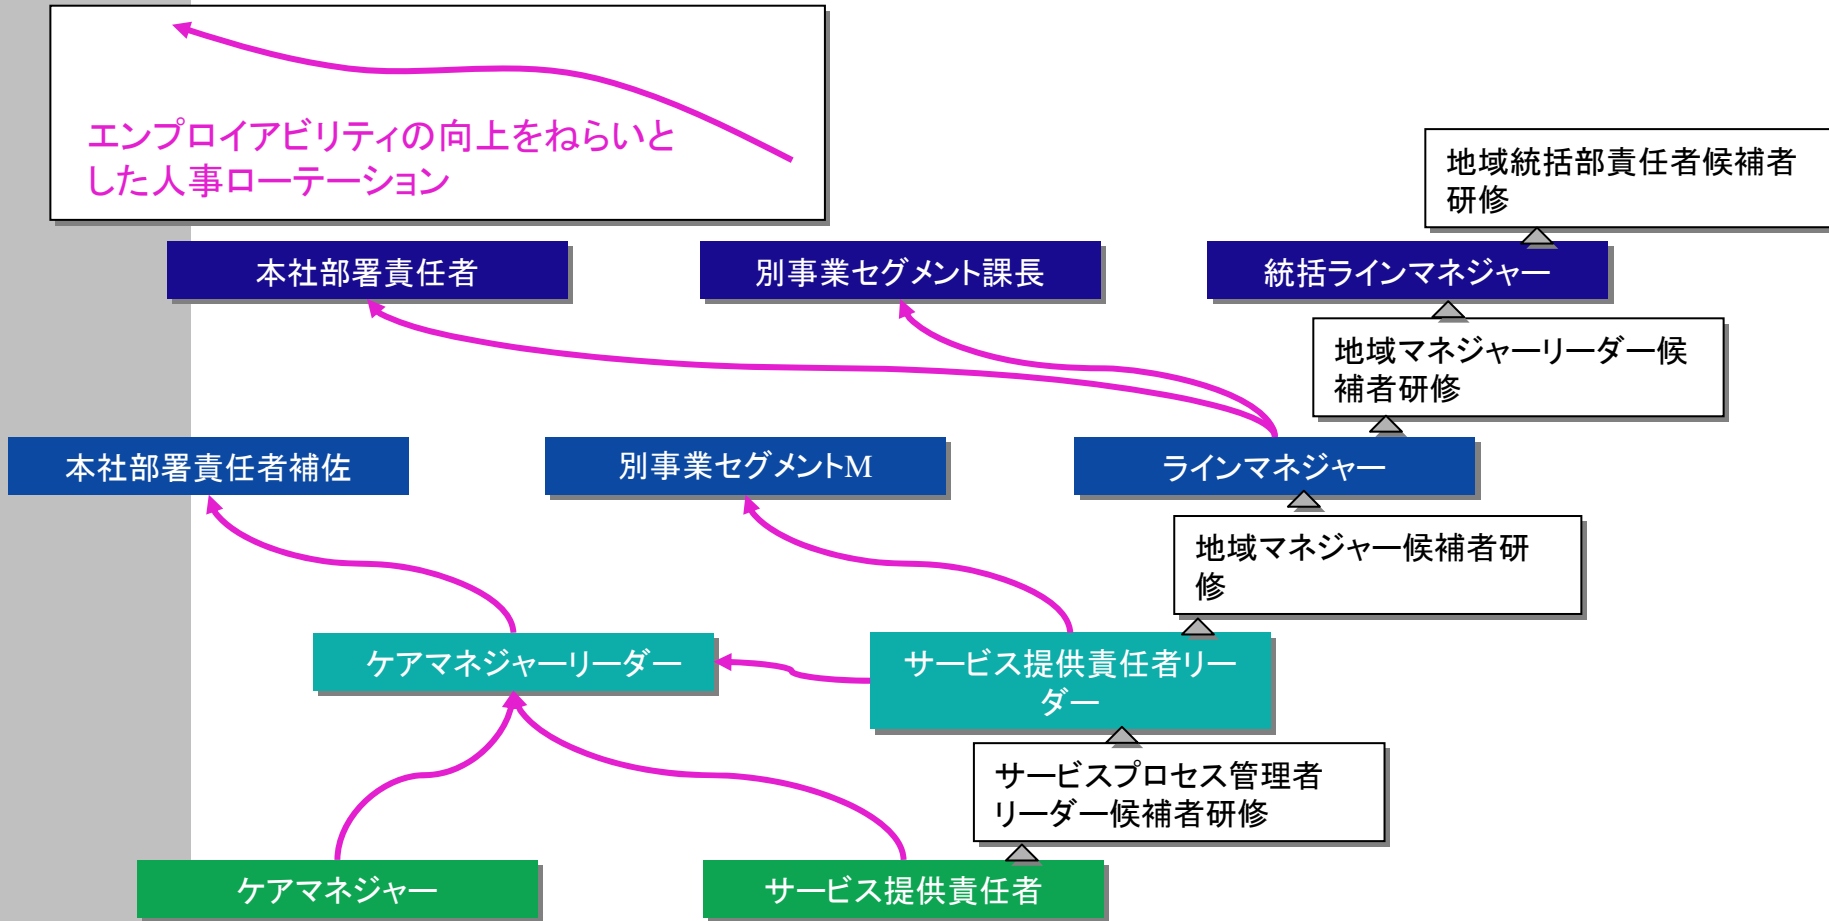 エンプロイアビリティの向上をねらいと
した人事ローテーション
地域統括部責任者候補者
研修
本社部署責任者
別事業セグメント課長
統括ラインマネジャー
地域マネジャーリーダー候
補者研修
本社部署責任者補佐
別事業セグメントM
ラインマネジャー
地域マネジャー候補者研
修
ケアマネジャーリーダー
サービス提供責任者リー
ダー
サービスプロセス管理者
リーダー候補者研修
ケアマネジャー
サービス提供責任者